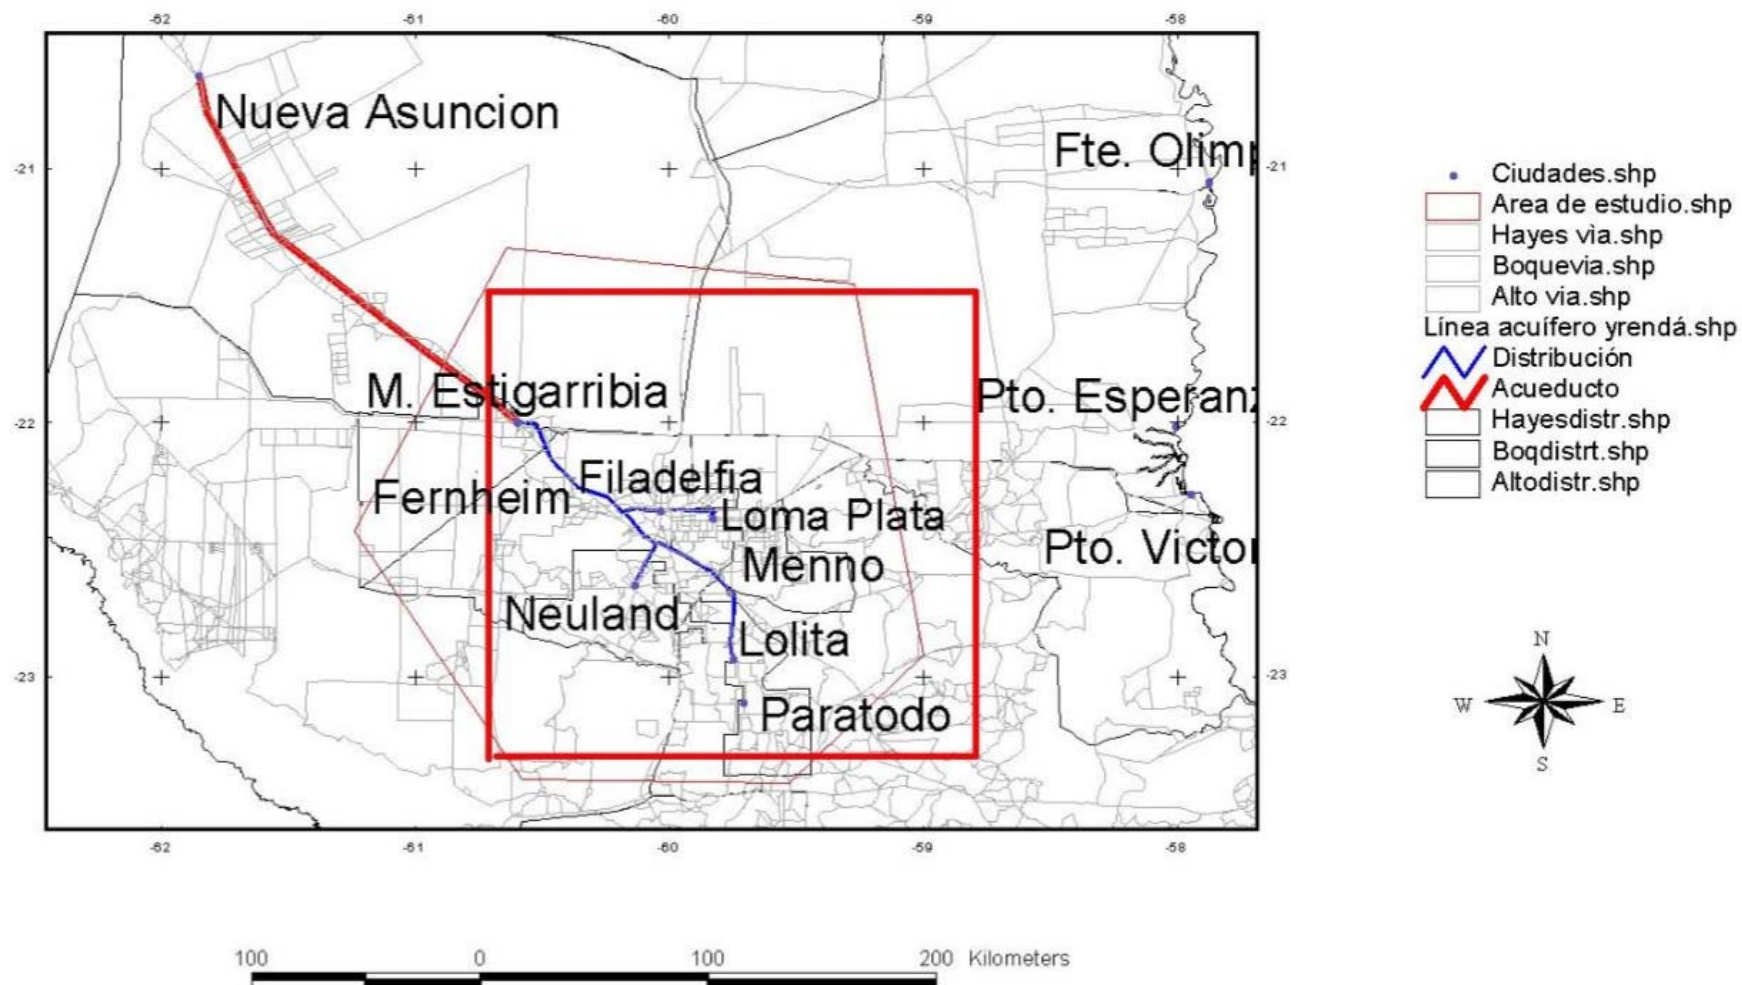 -62 -61 -60 -59 -58
Nueva Asuncion
Fte. Olimp
-21 -21
M. Estigarribia
Pto. Esperanz
-22 -22
Filadelfia
Fernheim
Loma Plata
Pto. Victor
Menno
Neuland
Lolita
-23 -23
Paratodo
-62 -61 -60 -59 -58
Ciudades.shp
Area de estudio.shp
Hayes vìa.shp
Boquevia.shp
Alto via.shp
Línea acuífero yrendá.shp
Distribución
Acueducto
Hayesdistr.shp
Boqdistrt.shp
Altodistr.shp
N
W E
S
100 0 100 200 Kilometers